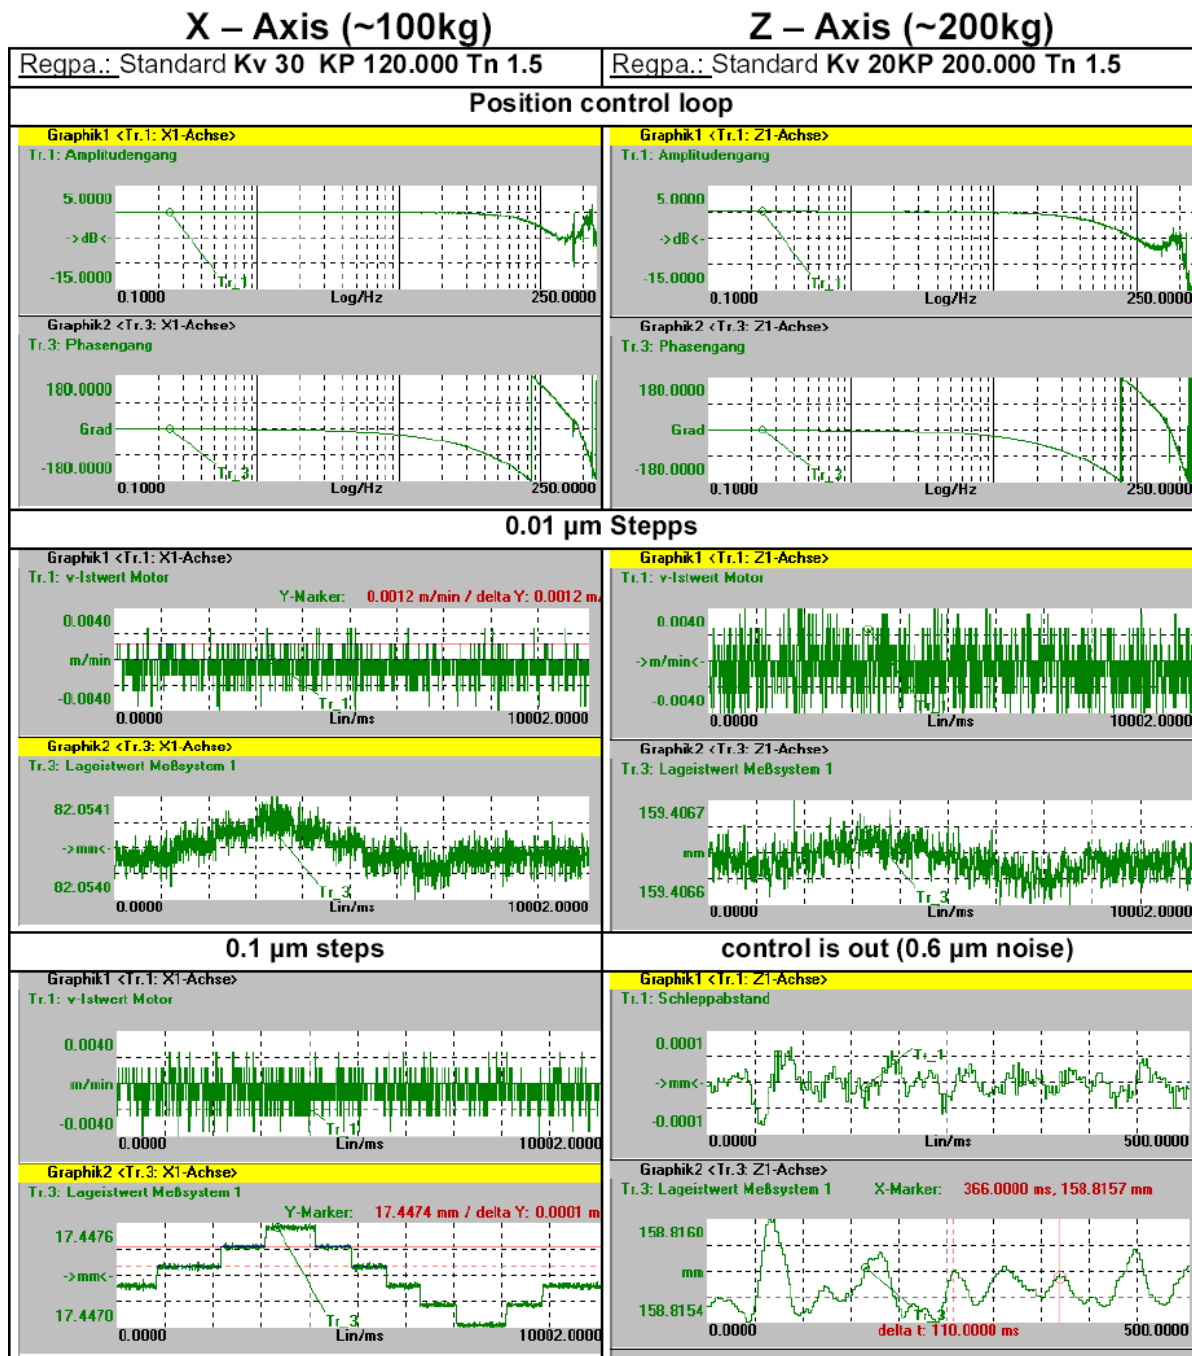 X – Axis (~100kg)
Z – Axis (~200kg)
Regpa.: Standard Kv 30 KP 120.000 Tn 1.5
Regpa.: Standard Kv 20KP 200.000 Tn 1.5
Position control loop
Graphik1 <Tr.1: X1-Achse>
Tr.1: Amplitudengang
5.0000
->dB<-
-15.0000
Tr_1
0.1000
Log/Hz
250.0000
Graphik2 <Tr.3: X1-Achse>
Tr.3: Phasengang
180.0000
Grad
-180.0000
Tr_3
0.1000
Log/Hz
250.0000
Graphik1 <Tr.1: Z1-Achse>
Tr.1: Amplitudengang
5.0000
->dB<-
-15.0000
Tr_1
0.1000
Log/Hz
250.0000
Graphik2 <Tr.3: Z1-Achse>
Tr.3: Phasengang
180.0000
Grad
-180.0000
Tr_3
0.1000
Log/Hz
250.0000
0.01 µm Stepps
Graphik1 <Tr.1: X1-Achse>
Tr.1: v-Istwert Motor
Y-Marker: 0.0012 m/min / delta Y: 0.0012 m/
0.0040
m/min
-0.0040
Tr_1
0.0000
Lin/ms
10002.0000
Graphik2 <Tr.3: X1-Achse>
Tr.3: Lageistwert Meßsystem 1
82.0541
->mm<-
82.0540
Tr_3
0.0000
Lin/ms
10002.0000
Graphik1 <Tr.1: Z1-Achse>
Tr.1: v-Istwert Motor
0.0040
->m/min<-
-0.0040
Tr_1
0.0000
Lin/ms
10002.0000
Graphik2 <Tr.3: Z1-Achse>
Tr.3: Lageistwert Meßsystem 1
159.4067
mm
159.4066
Tr_3
0.0000
Lin/ms
10002.0000
0.1 µm steps
control is out (0.6 µm noise)
Graphik1 <Tr.1: X1-Achse>
Tr.1: v-Istwert Motor
0.0040
m/min
-0.0040
Tr_1
0.0000
Lin/ms
10002.0000
Graphik2 <Tr.3: X1-Achse>
Tr.3: Lageistwert Meßsystem 1
Y-Marker: 17.4474 mm / delta Y: 0.0001 m
17.4476
->mm<-
17.4470
Tr_3
0.0000
Lin/ms
10002.0000
Graphik1 <Tr.1: Z1-Achse>
Tr.1: Schleppabstand
0.0001
->mm<-
-0.0001
Tr_1
0.0000
Lin/ms
500.0000
Graphik2 <Tr.3: Z1-Achse>
Tr.3: Lageistwert Meßsystem 1 X-Marker: 366.0000 ms, 158.8157 mm
158.8160
mm
158.8154
Tr_3
0.0000
delta t: 110.0000 ms
500.0000